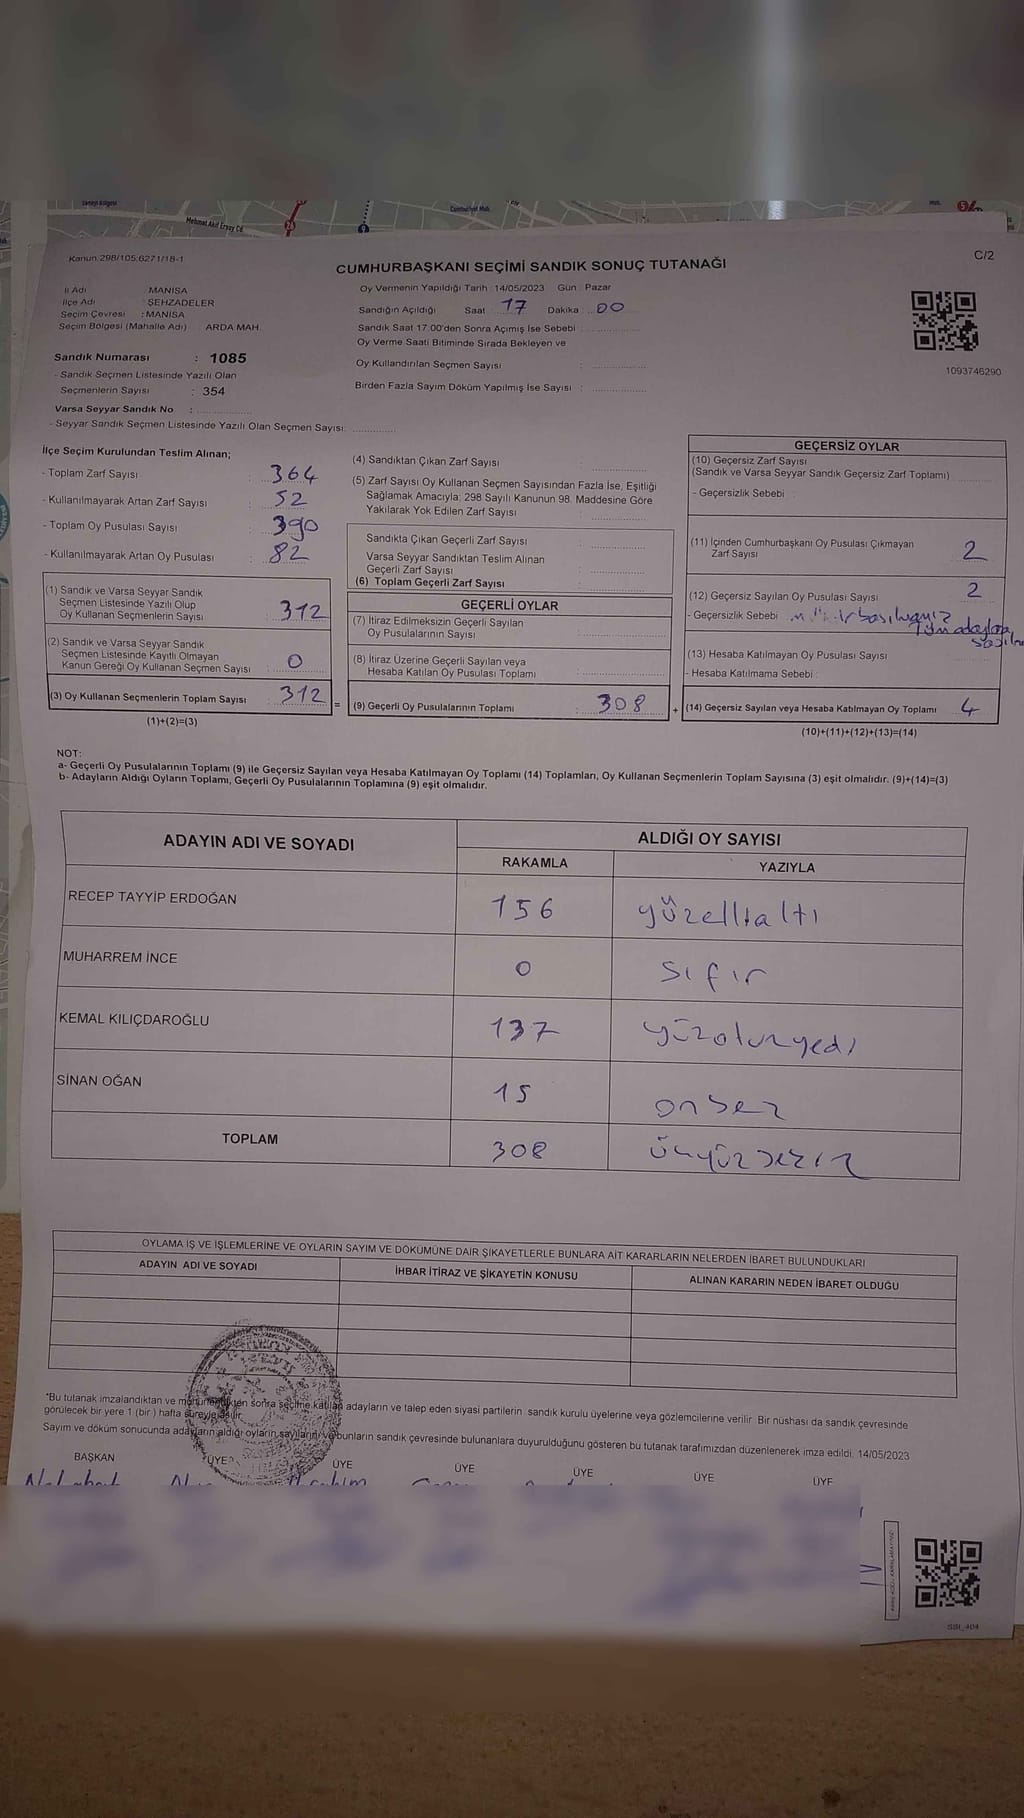 Cumhuriyet Mah.
Mehmet Akif Ersoy Cd
Kanun:298/105:6271/18-1
C/2
CUMHURBAŞKANI SEÇİMİ SANDIK SONUÇ TUTANAĞI
İl Adı MANİSA
İlçe Adı ŞEHZADELER
Seçim Çevresi : MANİSA
Seçim Bölgesi (Mahalle Adı) : ARDA MAH.
Oy Vermenin Yapıldığı Tarih : 14/05/2023 Gün : Pazar
Sandığın Açıldığı Saat : 17 Dakika : 00
Sandık Saat 17:00'den Sonra Açılmış İse Sebebi :
Oy Verme Saati Bitiminde Sırada Bekleyen ve
Oy Kullandırılan Seçmen Sayısı :
Birden Fazla Sayım Döküm Yapılmış İse Sayısı :
1093746290
Sandık Numarası : 1085
- Sandık Seçmen Listesinde Yazılı Olan
Seçmenlerin Sayısı : 354
Varsa Seyyar Sandık No :
- Seyyar Sandık Seçmen Listesinde Yazılı Olan Seçmen Sayısı:
İlçe Seçim Kurulundan Teslim Alınan;
- Toplam Zarf Sayısı : 364
- Kullanılmayarak Artan Zarf Sayısı : 52
- Toplam Oy Pusulası Sayısı : 390
- Kullanılmayarak Artan Oy Pusulası : 82
(1) Sandık ve Varsa Seyyar Sandık
Seçmen Listesinde Yazılı Olup
Oy Kullanan Seçmenlerin Sayısı : 312
(2) Sandık ve Varsa Seyyar Sandık
Seçmen Listesinde Kayıtlı Olmayan
Kanun Gereği Oy Kullanan Seçmen Sayısı : 0
(3) Oy Kullanan Seçmenlerin Toplam Sayısı : 312
(1)+(2)=(3)
(4) Sandıktan Çıkan Zarf Sayısı :
(5) Zarf Sayısı Oy Kullanan Seçmen Sayısından Fazla İse, Eşitliği
Sağlamak Amacıyla; 298 Sayılı Kanunun 98. Maddesine Göre
Yakılarak Yok Edilen Zarf Sayısı :
Sandıkta Çıkan Geçerli Zarf Sayısı :
Varsa Seyyar Sandıktan Teslim Alınan
Geçerli Zarf Sayısı :
(6) Toplam Geçerli Zarf Sayısı :
GEÇERLİ OYLAR
(7) İtiraz Edilmeksizin Geçerli Sayılan
Oy Pusulalarının Sayısı :
(8) İtiraz Üzerine Geçerli Sayılan veya
Hesaba Katılan Oy Pusulası Toplamı :
= (9) Geçerli Oy Pusulalarının Toplamı : 308
GEÇERSİZ OYLAR
(10) Geçersiz Zarf Sayısı
(Sandık ve Varsa Seyyar Sandık Geçersiz Zarf Toplamı)
- Geçersizlik Sebebi :
(11) İçinden Cumhurbaşkanı Oy Pusulası Çıkmayan
Zarf Sayısı 2
(12) Geçersiz Sayılan Oy Pusulası Sayısı 2
- Geçersizlik Sebebi : mühür basılmamış
(13) Hesaba Katılmayan Oy Pusulası Sayısı
- Hesaba Katılmama Sebebi :
+ (14) Geçersiz Sayılan veya Hesaba Katılmayan Oy Toplamı 4
(10)+(11)+(12)+(13)=(14)
NOT:
a- Geçerli Oy Pusulalarının Toplamı (9) ile Geçersiz Sayılan veya Hesaba Katılmayan Oy Toplamı (14) Toplamları, Oy Kullanan Seçmenlerin Toplam Sayısına (3) eşit olmalıdır. (9)+(14)=(3)
b- Adayların Aldığı Oyların Toplamı, Geçerli Oy Pusulalarının Toplamına (9) eşit olmalıdır.
ADAYIN ADI VE SOYADI
ALDIĞI OY SAYISI
RAKAMLA YAZIYLA
RECEP TAYYİP ERDOĞAN 156 yüzellialtı
MUHARREM İNCE 0 sıfır
KEMAL KILIÇDAROĞLU 137 yüzotuzyedi
SİNAN OĞAN 15 onbeş
TOPLAM 308 üçyüzsekiz
OYLAMA İŞ VE İŞLEMLERİNE VE OYLARIN SAYIM VE DÖKÜMÜNE DAİR ŞİKAYETLERLE BUNLARA AİT KARARLARIN NELERDEN İBARET BULUNDUKLARI
ADAYIN ADI VE SOYADI İHBAR İTİRAZ VE ŞİKAYETİN KONUSU ALINAN KARARIN NEDEN İBARET OLDUĞU
*Bu tutanak imzalandıktan ve mühürlendikten sonra seçime katılan adayların ve talep eden siyasi partilerin sandık kurulu üyelerine veya gözlemcilerine verilir. Bir nüshası da sandık çevresinde
görülecek bir yere 1 (bir) hafta süreyle asılır.
Sayım ve döküm sonucunda adayların aldığı oyların sayılarını ve bunların sandık çevresinde bulunanlara duyurulduğunu gösteren bu tutanak tarafımızdan düzenlenerek imza edildi. 14/05/2023
BAŞKAN ÜYE ÜYE ÜYE ÜYE ÜYE ÜYE
SSI_404